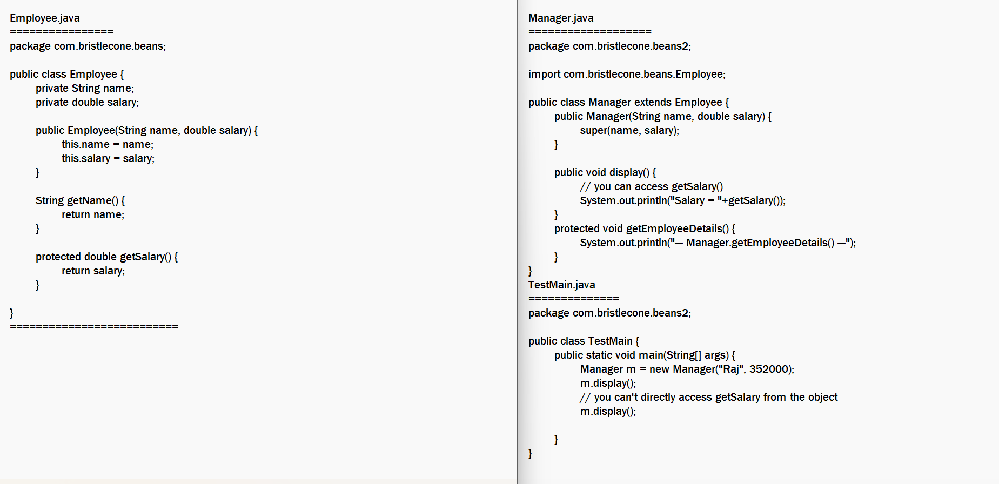 Employee.java
================
package com.bristlecone.beans;
public class Employee {
private String name;
private double salary;
public Employee(String name, double salary) {
this.name = name;
this.salary = salary;
}
String getName() {
return name;
}
protected double getSalary() {
return salary;
}
}
==========================
Manager.java
===================
package com.bristlecone.beans2;
import com.bristlecone.beans.Employee;
public class Manager extends Employee {
public Manager(String name, double salary) {
super(name, salary);
}
public void display() {
// you can access getSalary()
System.out.println("Salary = "+getSalary());
}
protected void getEmployeeDetails() {
System.out.println("— Manager.getEmployeeDetails() —");
}
}
TestMain.java
==============
package com.bristlecone.beans2;
public class TestMain {
public static void main(String[] args) {
Manager m = new Manager("Raj", 352000);
m.display();
// you can't directly access getSalary from the object
m.display();
}
}